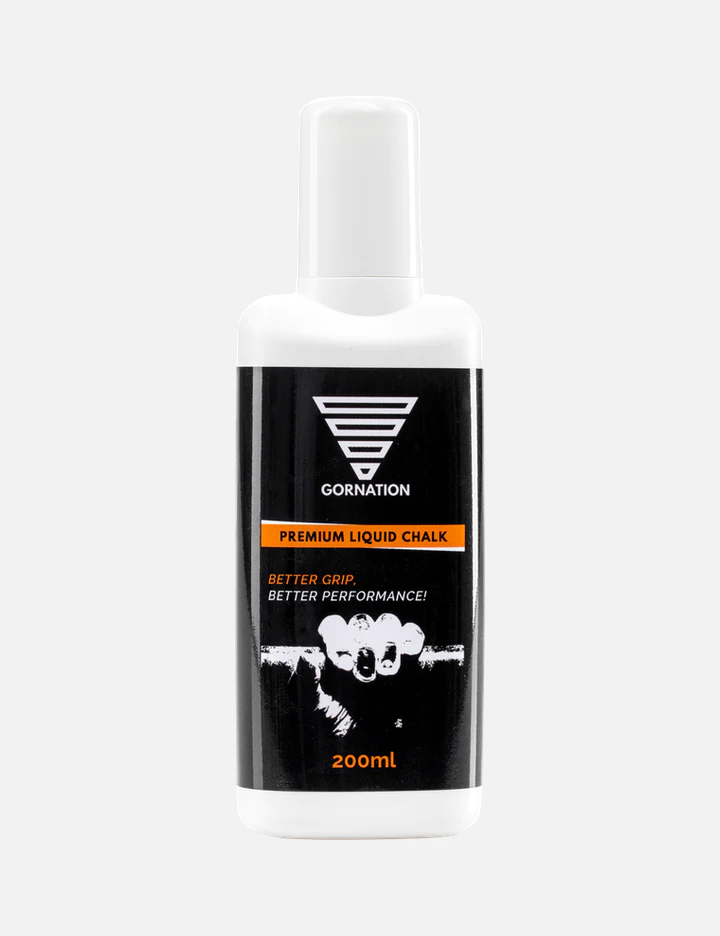 GORNATION
PREMIUM LIQUID CHALK
BETTER GRIP,
BETTER PERFORMANCE!
200ml